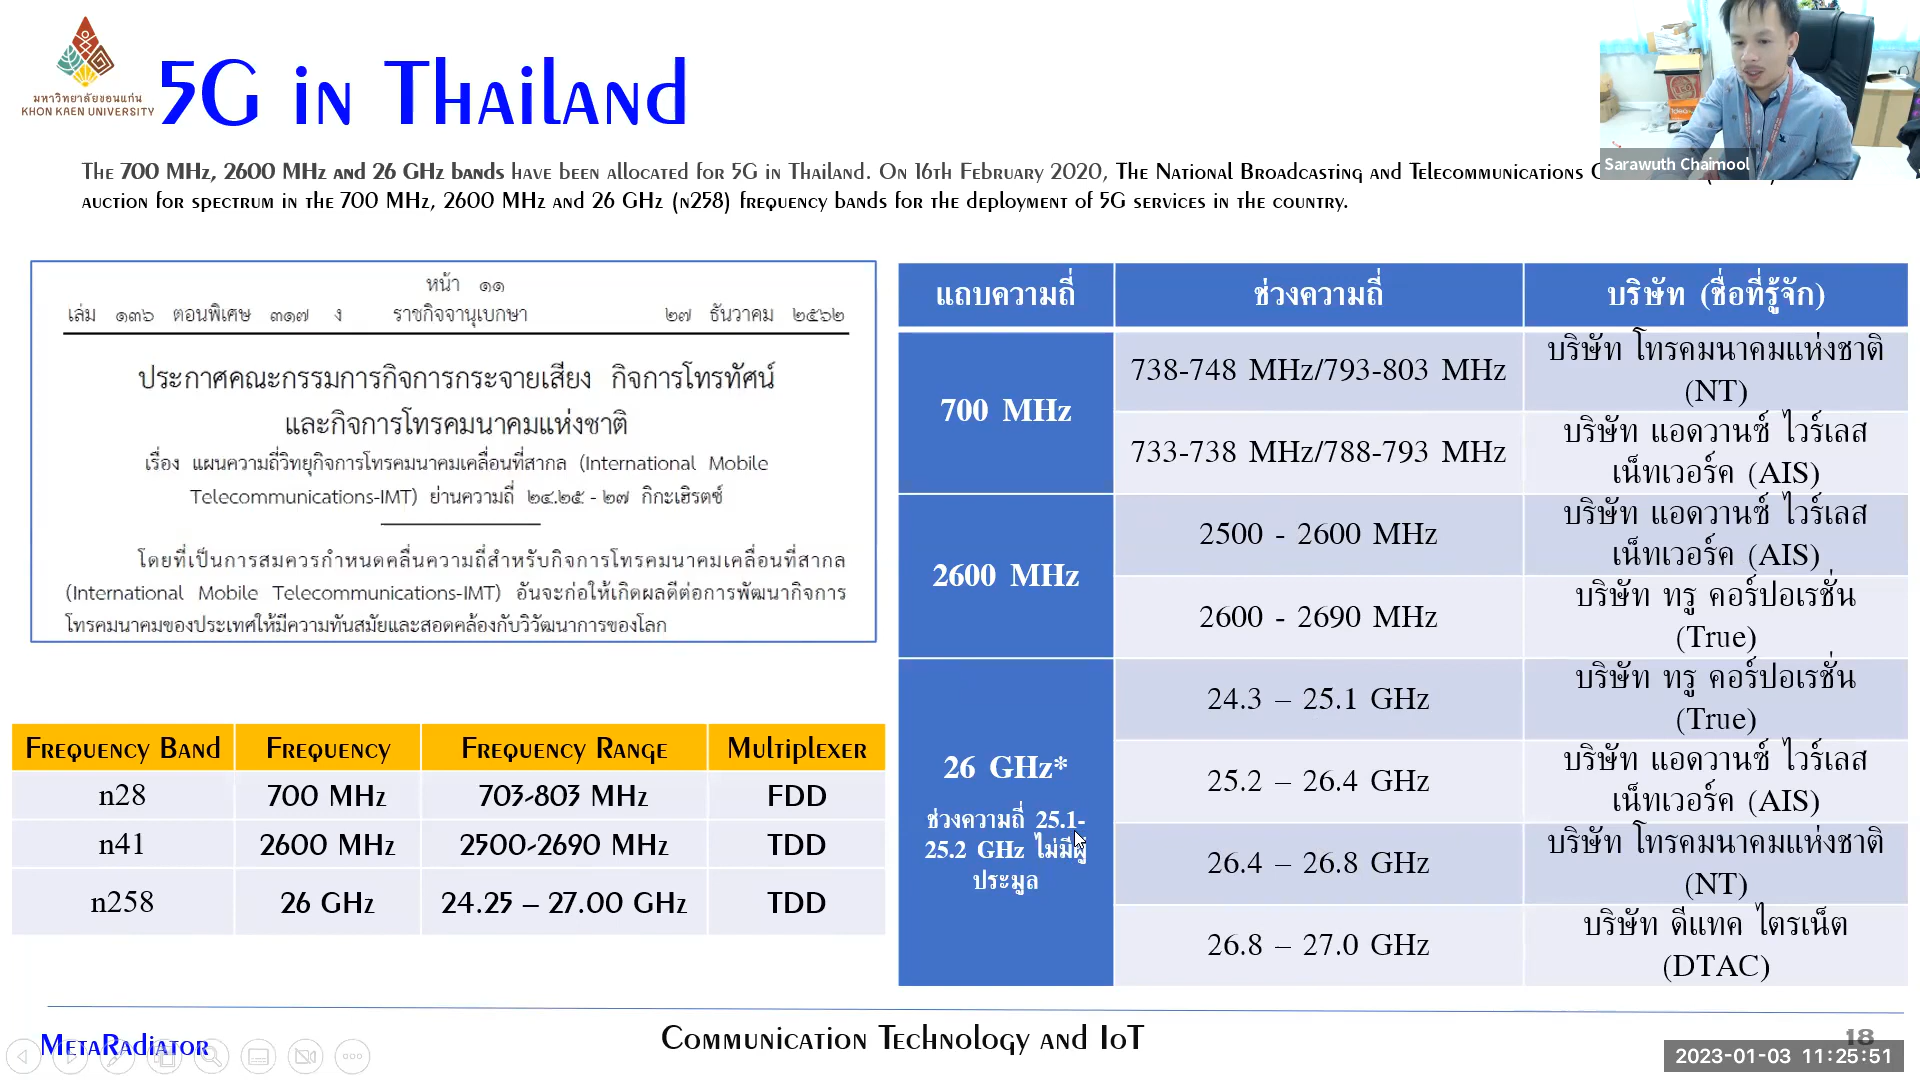 มหาวิทยาลัยขอนแก่น
KHON KAEN UNIVERSITY
5G in Thailand
Sarawuth Chaimool
The 700 MHz, 2600 MHz and 26 GHz bands have been allocated for 5G in Thailand. On 16th February 2020, The National Broadcasting and Telecommunications
auction for spectrum in the 700 MHz, 2600 MHz and 26 GHz (n258) frequency bands for the deployment of 5G services in the country.
หน้า ๑๑
เล่ม ๑๓๖ ตอนพิเศษ ๓๑๗ ง ราชกิจจานุเบกษา ๒๗ ธันวาคม ๒๕๖๒
ประกาศคณะกรรมการกิจการกระจายเสียง กิจการโทรทัศน์
และกิจการโทรคมนาคมแห่งชาติ
เรื่อง แผนความถี่วิทยุกิจการโทรคมนาคมเคลื่อนที่สากล (International Mobile
Telecommunications-IMT) ย่านความถี่ ๒๔.๒๕ - ๒๗ กิกะเฮิรตซ์
โดยที่เป็นการสมควรกำหนดคลื่นความถี่สำหรับกิจการโทรคมนาคมเคลื่อนที่สากล
(International Mobile Telecommunications-IMT) อันจะก่อให้เกิดผลดีต่อการพัฒนากิจการ
โทรคมนาคมของประเทศให้มีความทันสมัยและสอดคล้องกับวิวัฒนาการของโลก
Frequency Band Frequency Frequency Range Multiplexer
n28 700 MHz 703-803 MHz FDD
n41 2600 MHz 2500-2690 MHz TDD
n258 26 GHz 24.25 – 27.00 GHz TDD
แถบความถี่ ช่วงความถี่ บริษัท (ชื่อที่รู้จัก)
700 MHz
738-748 MHz/793-803 MHz
บริษัท โทรคมนาคมแห่งชาติ
(NT)
733-738 MHz/788-793 MHz
บริษัท แอดวานซ์ ไวร์เลส
เน็ทเวอร์ค (AIS)
2600 MHz
2500 - 2600 MHz
บริษัท แอดวานซ์ ไวร์เลส
เน็ทเวอร์ค (AIS)
2600 - 2690 MHz
บริษัท ทรู คอร์ปอเรชั่น
(True)
26 GHz*
ช่วงความถี่ 25.1-
25.2 GHz ไม่มีผู้
ประมูล
24.3 – 25.1 GHz
บริษัท ทรู คอร์ปอเรชั่น
(True)
25.2 – 26.4 GHz
บริษัท แอดวานซ์ ไวร์เลส
เน็ทเวอร์ค (AIS)
26.4 – 26.8 GHz
บริษัท โทรคมนาคมแห่งชาติ
(NT)
26.8 – 27.0 GHz
บริษัท ดีแทค ไตรเน็ต
(DTAC)
MetaRadiator
Communication Technology and IoT
18
2023-01-03 11:25:51